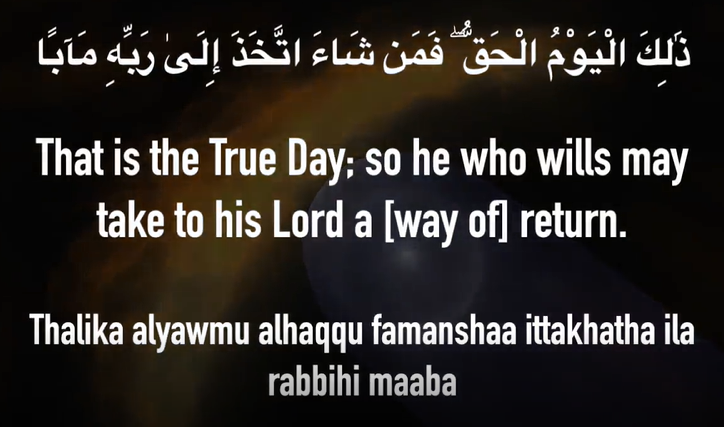 ذَٰلِكَ الْيَوْمُ الْحَقُّ ۖ فَمَن شَاءَ اتَّخَذَ إِلَىٰ رَبِّهِ مَآبًا
That is the True Day; so he who wills may
take to his Lord a [way of] return.
Thalika alyawmu alhaqqu famanshaa ittakhatha ila
rabbihi maaba